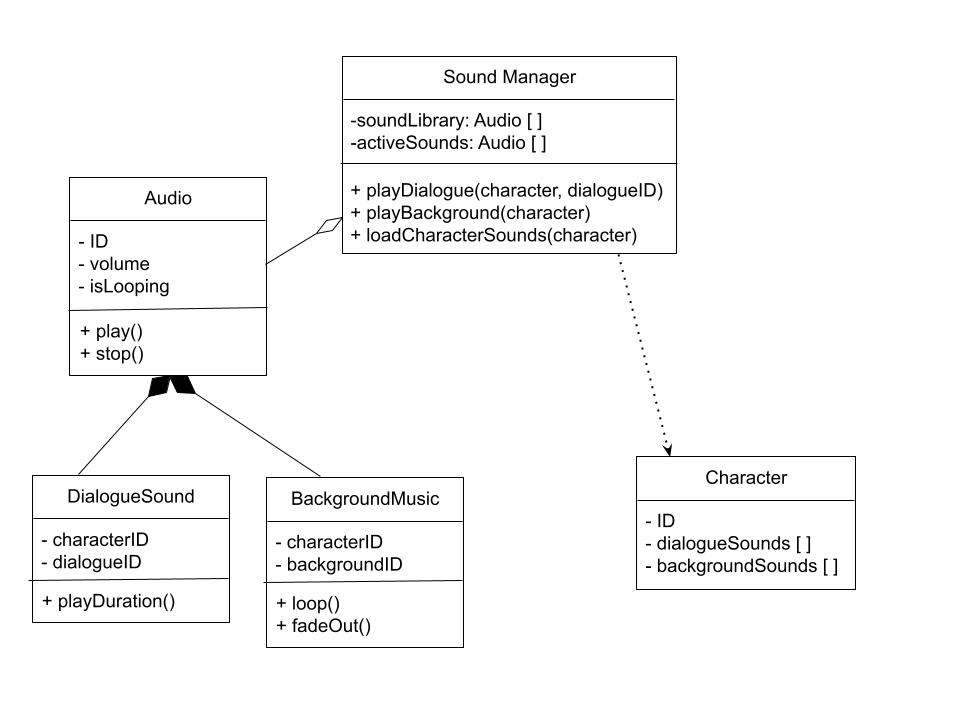 Sound Manager
-soundLibrary: Audio [ ]
-activeSounds: Audio [ ]
+ playDialogue(character, dialogueID)
+ playBackground(character)
+ loadCharacterSounds(character)
Audio
- ID
- volume
- isLooping
+ play()
+ stop()
DialogueSound
- characterID
- dialogueID
+ playDuration()
BackgroundMusic
- characterID
- backgroundID
+ loop()
+ fadeOut()
Character
- ID
- dialogueSounds [ ]
- backgroundSounds [ ]